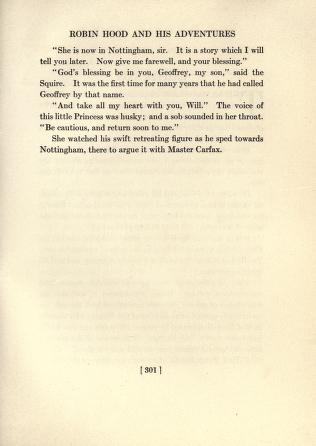 ROBIN HOOD AND HIS ADVENTURES
"She is now in Nottingham, sir. It is a story which I will
tell you later. Now give me farewell, and your blessing."
"God's blessing be in you, Geoffrey, my son," said the
Squire. It was the first time for many years that he had called
Geoffrey by that name.
"And take all my heart with you, Will." The voice of
this little Princess was husky; and a sob sounded in her throat.
"Be cautious, and return soon to me."
She watched his swift retreating figure as he sped towards
Nottingham, there to argue it with Master Carfax.
[ 301 ]